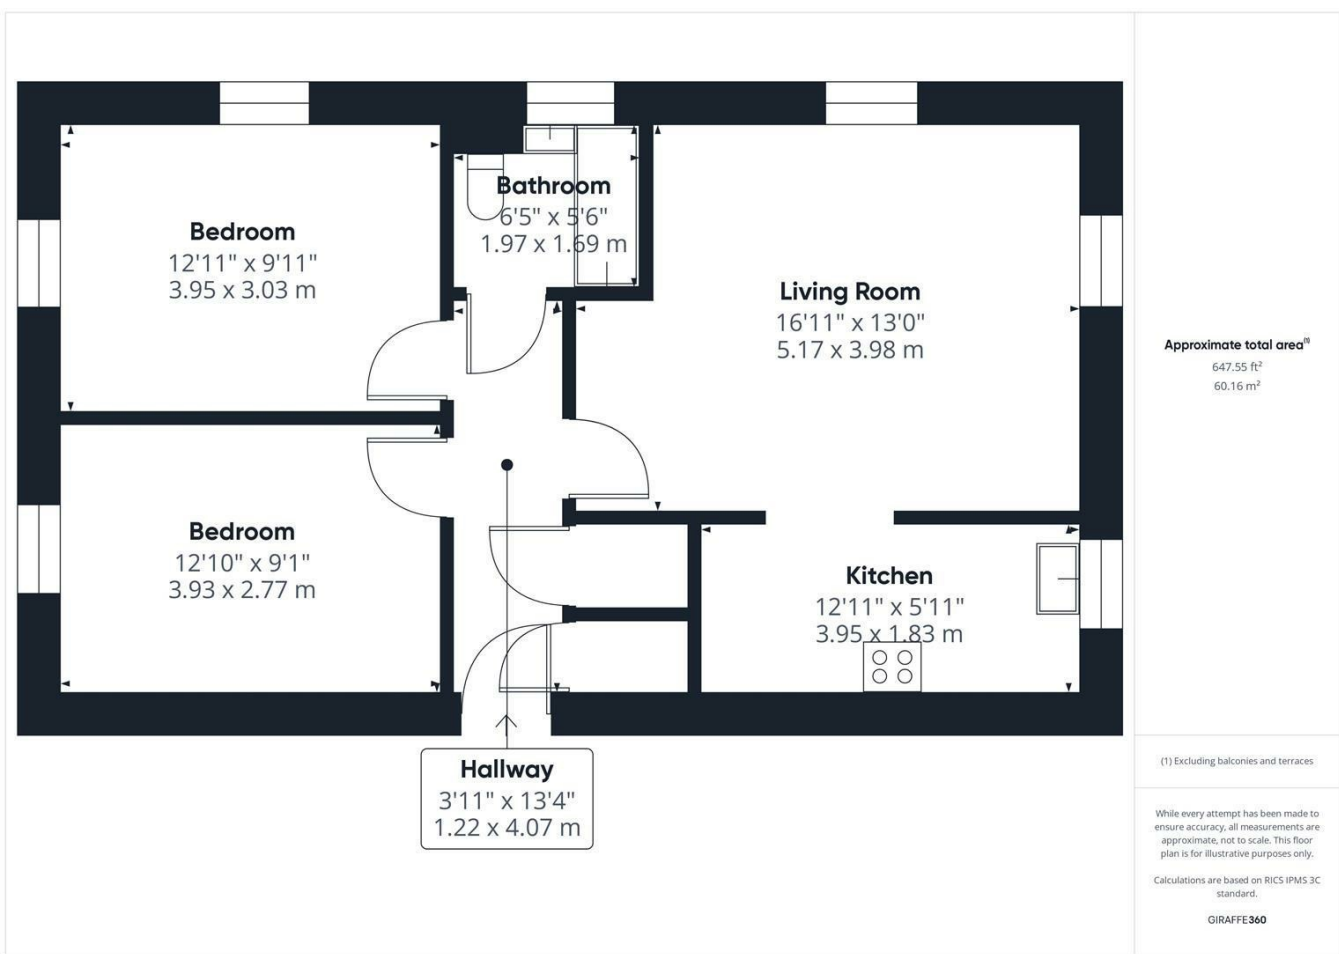 Bedroom
12'11" x 9'11"
3.95 x 3.03 m
Bathroom
6'5" x 5'6"
1.97 x 1.69 m
Living Room
16'11" x 13'0"
5.17 x 3.98 m
Bedroom
12'10" x 9'1"
3.93 x 2.77 m
Kitchen
12'11" x 5'11"
3.95 x 1.83 m
Hallway
3'11" x 13'4"
1.22 x 4.07 m
Approximate total area⁽¹⁾
647.55 ft²
60.16 m²
(1) Excluding balconies and terraces
While every attempt has been made to
ensure accuracy, all measurements are
approximate, not to scale. This floor
plan is for illustrative purposes only.
Calculations are based on RICS IPMS 3C
standard.
GIRAFFE360